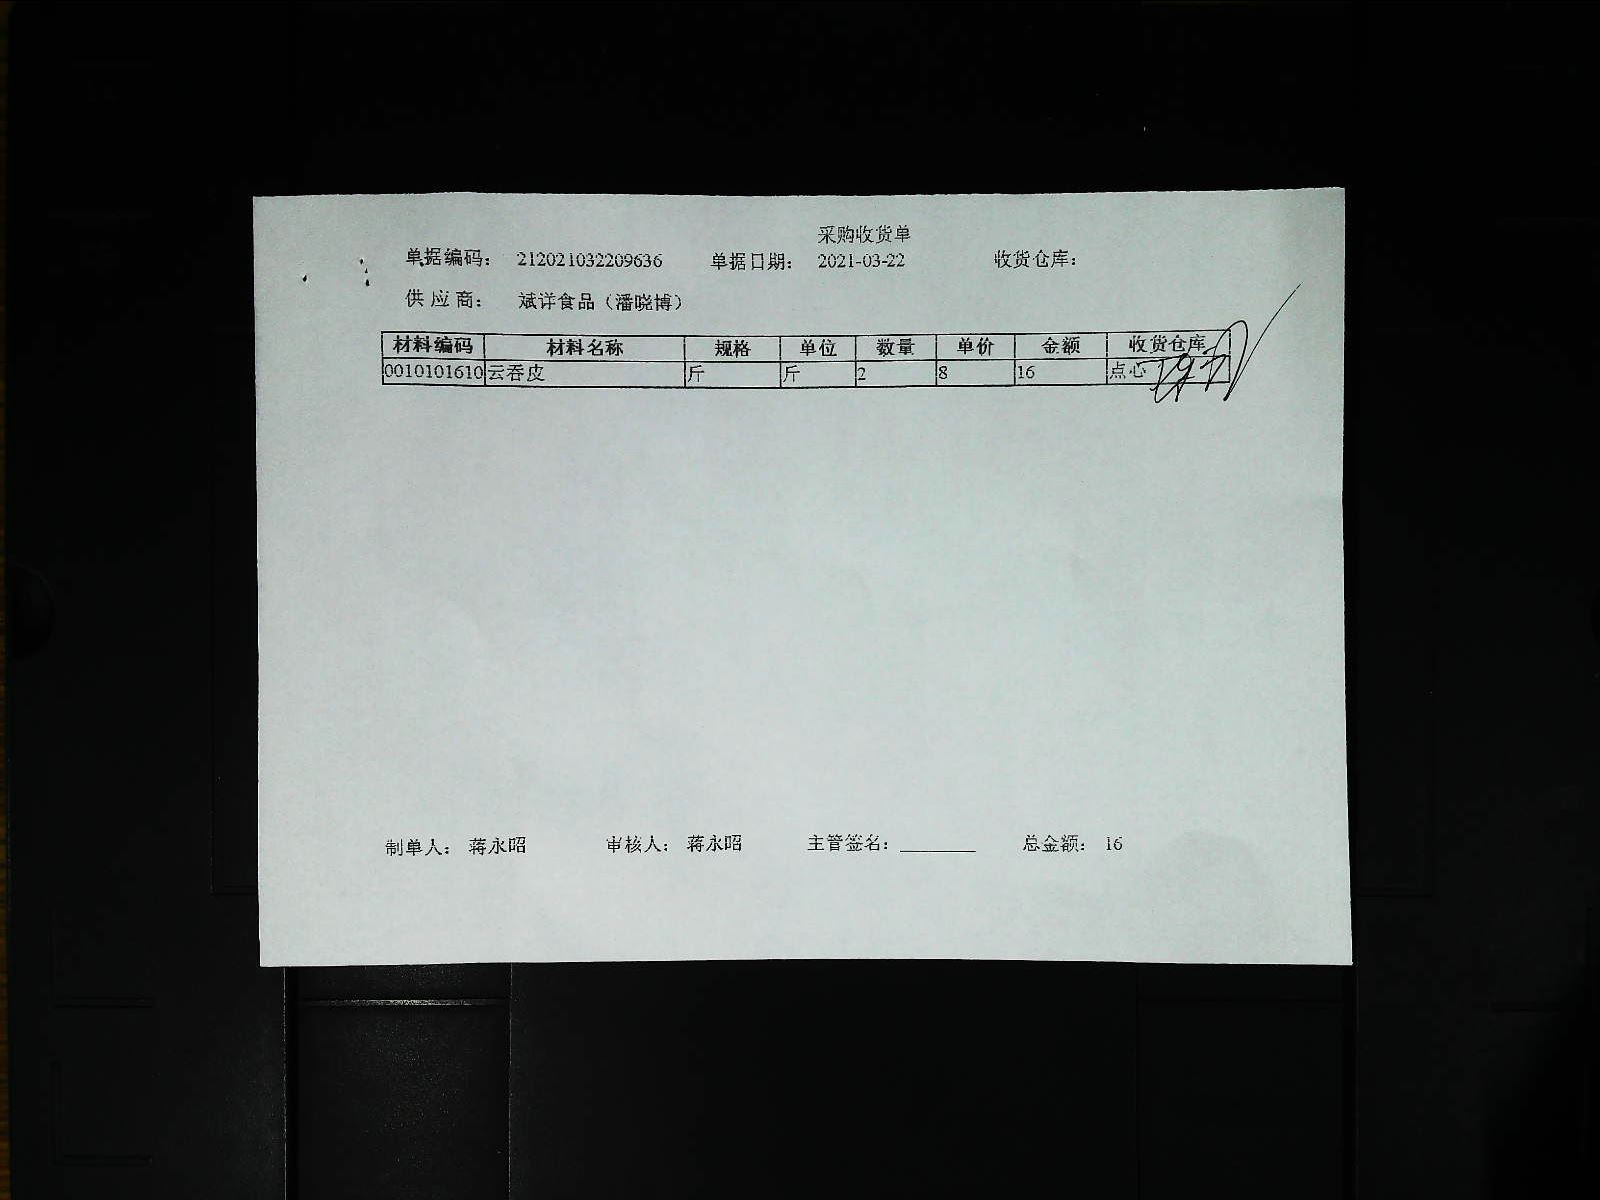 采购收货单
单据编码： 212021032209636 单据日期： 2021-03-22 收货仓库：
供 应 商： 斌详食品（潘晓博）
材料编码 材料名称 规格 单位 数量 单价 金额 收货仓库
0010101610 云吞皮 斤 斤 2 8 16 点心
制单人： 蒋永昭 审核人： 蒋永昭 主管签名：________ 总金额： 16